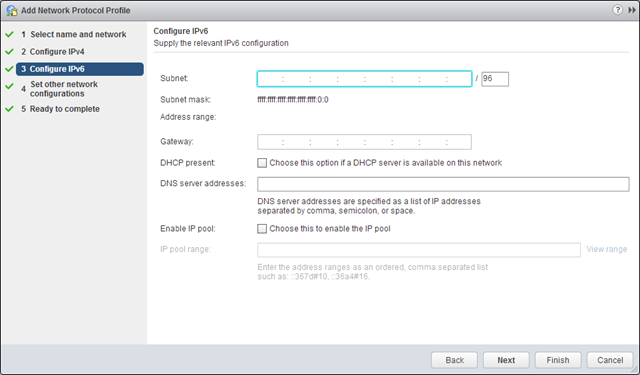 Add Network Protocol Profile
1 Select name and network
2 Configure IPv4
3 Configure IPv6
4 Set other network
configurations
5 Ready to complete
Configure IPv6
Supply the relevant IPv6 configuration
Subnet: : : : : : : : / 96
Subnet mask: ffff:ffff:ffff:ffff:ffff:ffff:0:0
Address range:
Gateway: : : : : : : :
DHCP present: Choose this option if a DHCP server is available on this network
DNS server addresses:
DNS server addresses are specified as a list of IP addresses
separated by comma, semicolon, or space.
Enable IP pool: Choose this to enable the IP pool
IP pool range: View range
Enter the address ranges as an ordered, comma separated list
such as: ::367d#10, ::36a4#16.
Back Next Finish Cancel